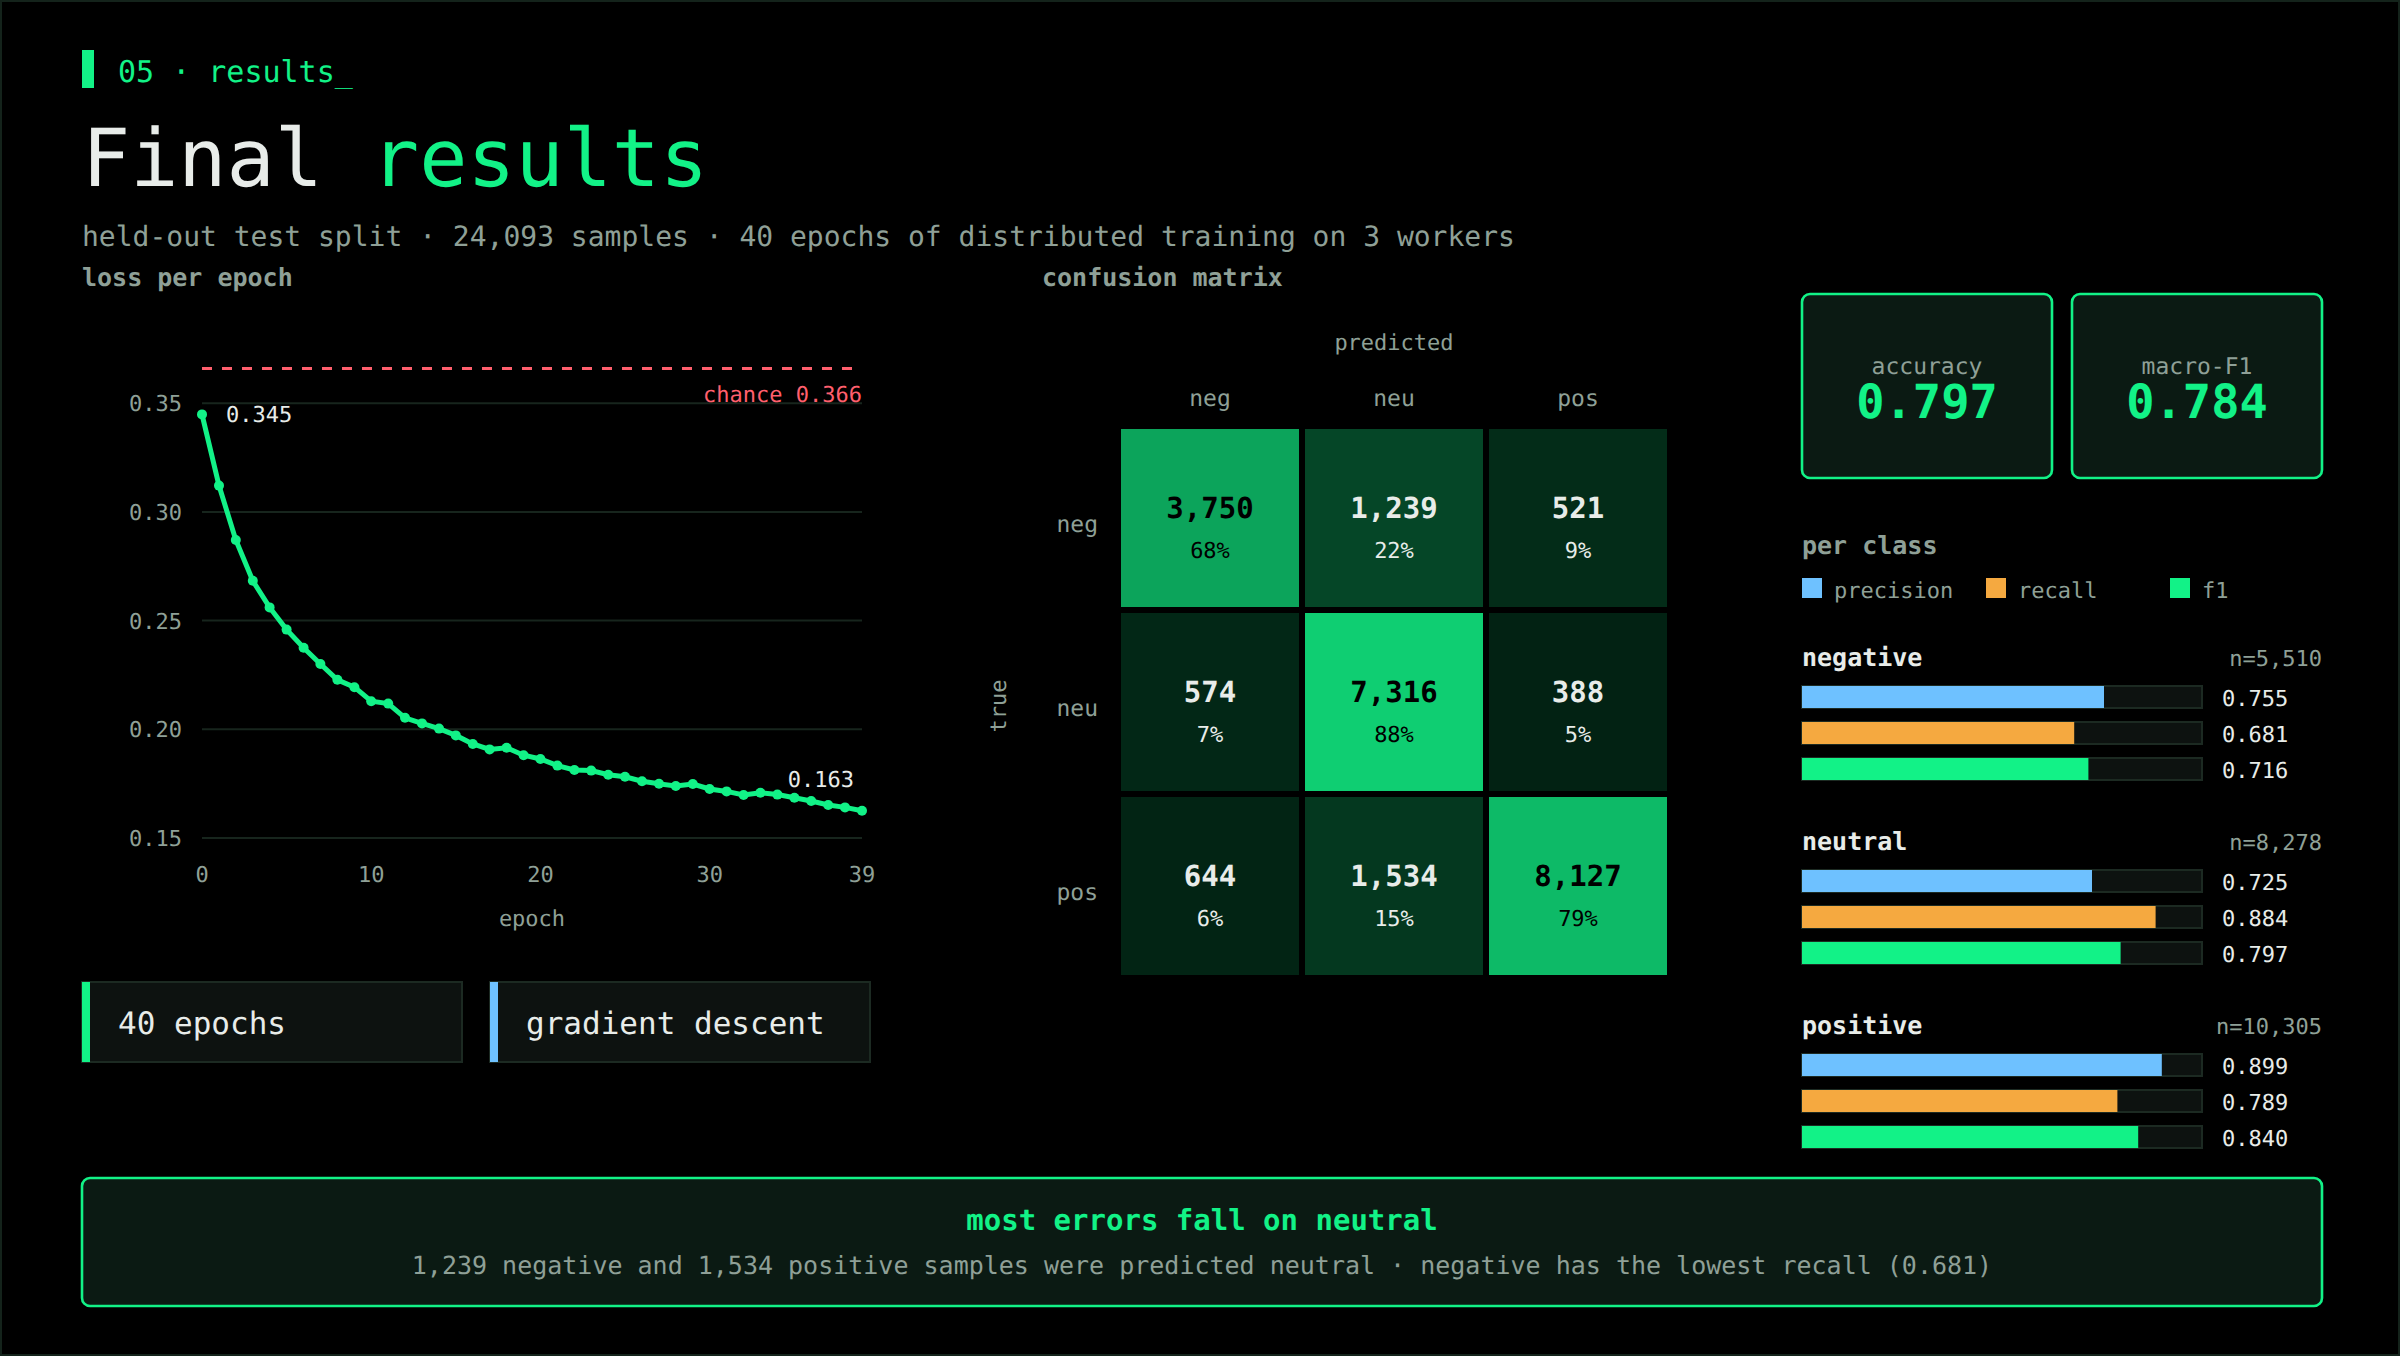 05 · results_
Final results
held-out test split · 24,093 samples · 40 epochs of distributed training on 3 workers
loss per epoch
chance 0.366
0.35
0.345
0.30
0.25
0.20
0.163
0.15
0 10 20 30 39
epoch
40 epochs
gradient descent
confusion matrix
predicted
neg neu pos
true
neg
3,750 1,239 521
68% 22% 9%
neu
574 7,316 388
7% 88% 5%
pos
644 1,534 8,127
6% 15% 79%
accuracy
0.797
macro-F1
0.784
per class
precision recall f1
negative n=5,510
0.755
0.681
0.716
neutral n=8,278
0.725
0.884
0.797
positive n=10,305
0.899
0.789
0.840
most errors fall on neutral
1,239 negative and 1,534 positive samples were predicted neutral · negative has the lowest recall (0.681)